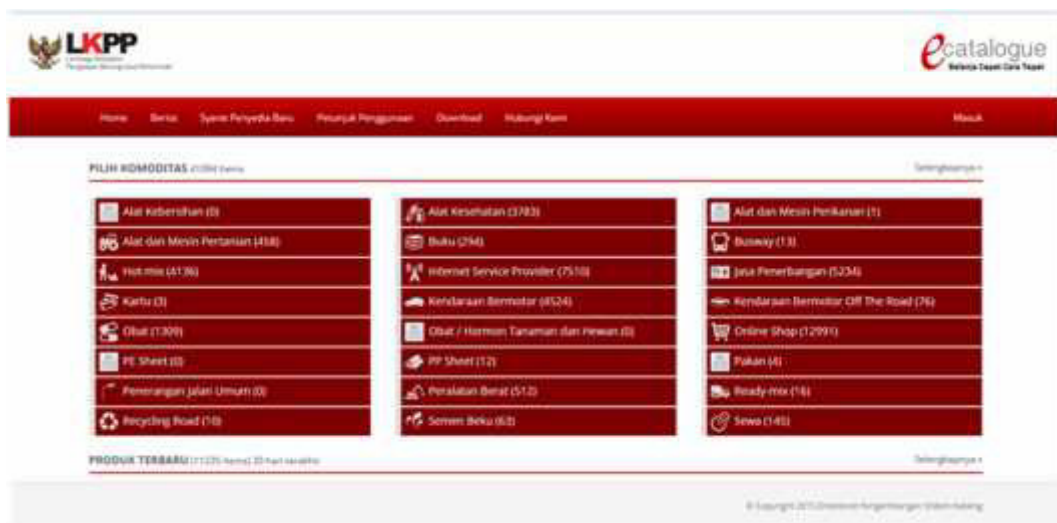 LKPP
ecatalogue
Belanja Cepat Cara Tepat
Home Berita Syarat Penyedia Baru Petunjuk Penggunaan Download Hubungi Kami Masuk
PILIH KOMODITAS Selengkapnya »
Alat Kebersihan (0) Alat Kesehatan (3783) Alat dan Mesin Perikanan (1)
Alat dan Mesin Pertanian (458) Buku (294) Busway (13)
Hot mix (4136) Internet Service Provider (7510) Jasa Penerbangan (5234)
Kartu (3) Kendaraan Bermotor (4524) Kendaraan Bermotor Off The Road (76)
Obat (1309) Obat / Hormon Tanaman dan Hewan (0) Online Shop (12991)
PE Sheet (0) PP Sheet (12) Pakan (4)
Penerangan Jalan Umum (0) Peralatan Berat (512) Ready-mix (16)
Recycling Road (10) Semen Beku (63) Sewa (145)
PRODUK TERBARU Selengkapnya »